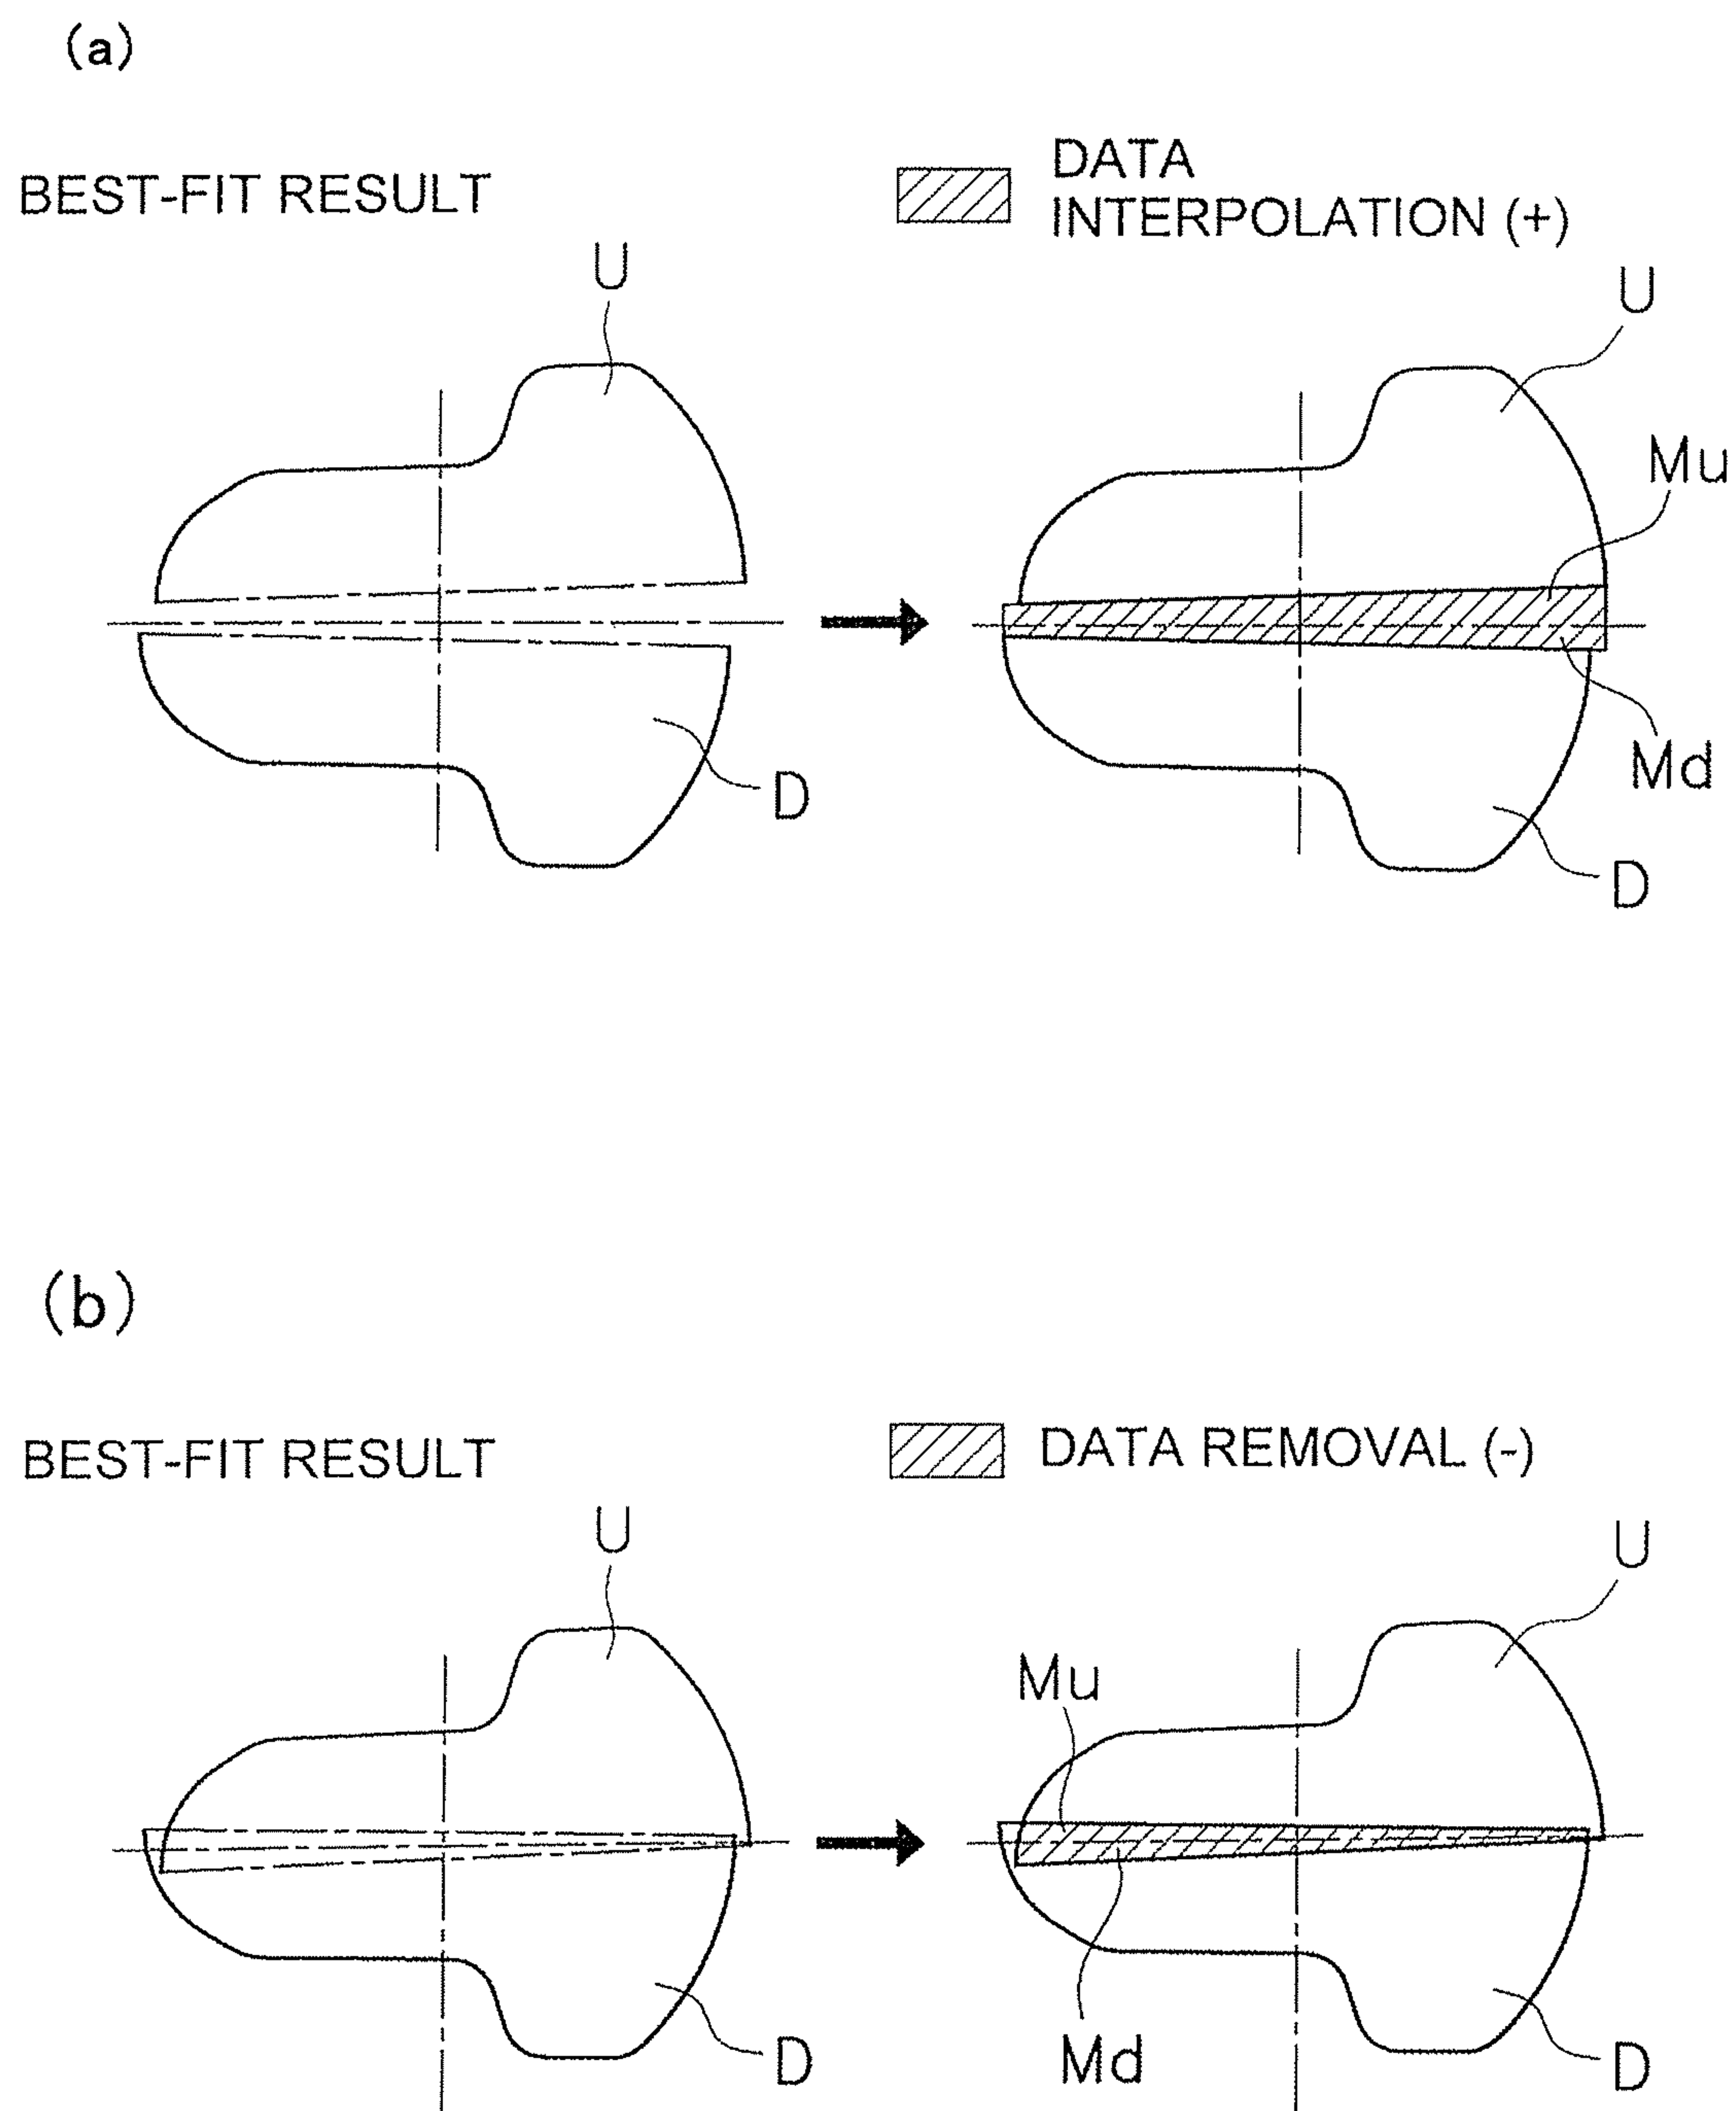 (a)
BEST-FIT RESULT
DATA
INTERPOLATION (+)
U
U
Mu
Md
D
D
(b)
BEST-FIT RESULT
DATA REMOVAL (-)
U
U
Mu
D
Md
D